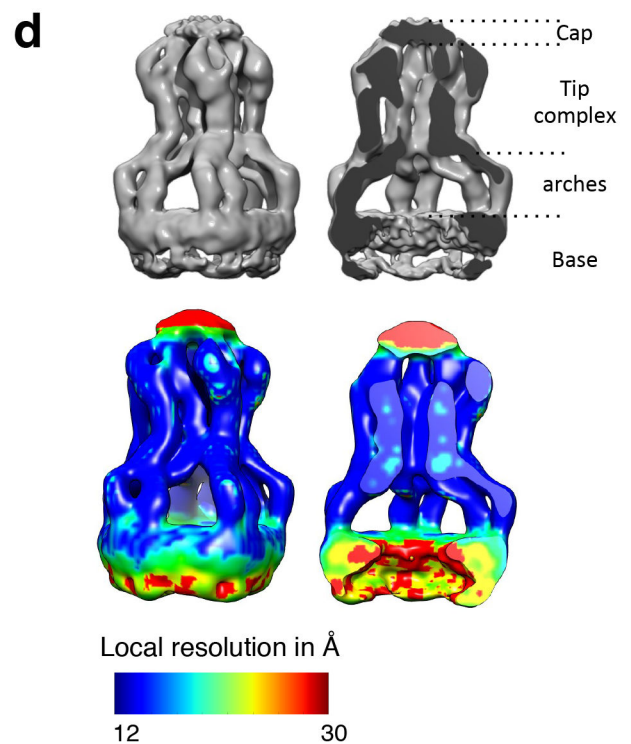 d
Cap
Tip
complex
arches
Base
Local resolution in Å
12 30